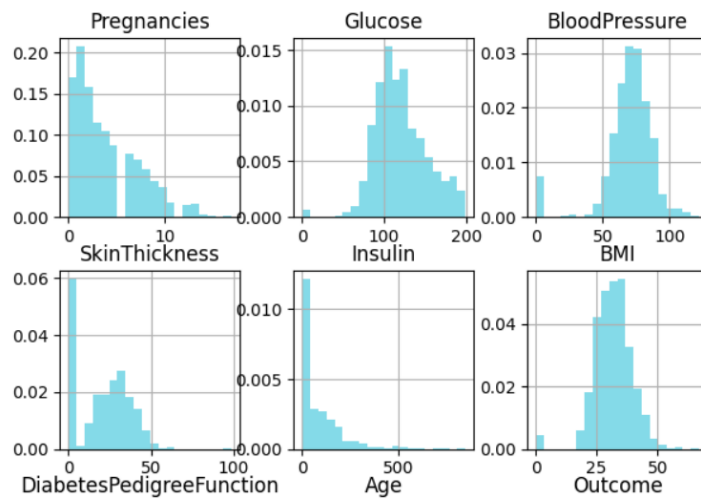 Pregnancies Glucose BloodPressure
0.20 0.015 0.03
0.15 0.010 0.02
0.10 0.005 0.01
0.05 0.000 0.00
0.00
0 10 0 100 200 0 50 100
SkinThickness Insulin BMI
0.06 0.010 0.04
0.04 0.005 0.02
0.02 0.000 0.00
0.00
0 50 100 0 500 0 25 50
DiabetesPedigreeFunction Age Outcome